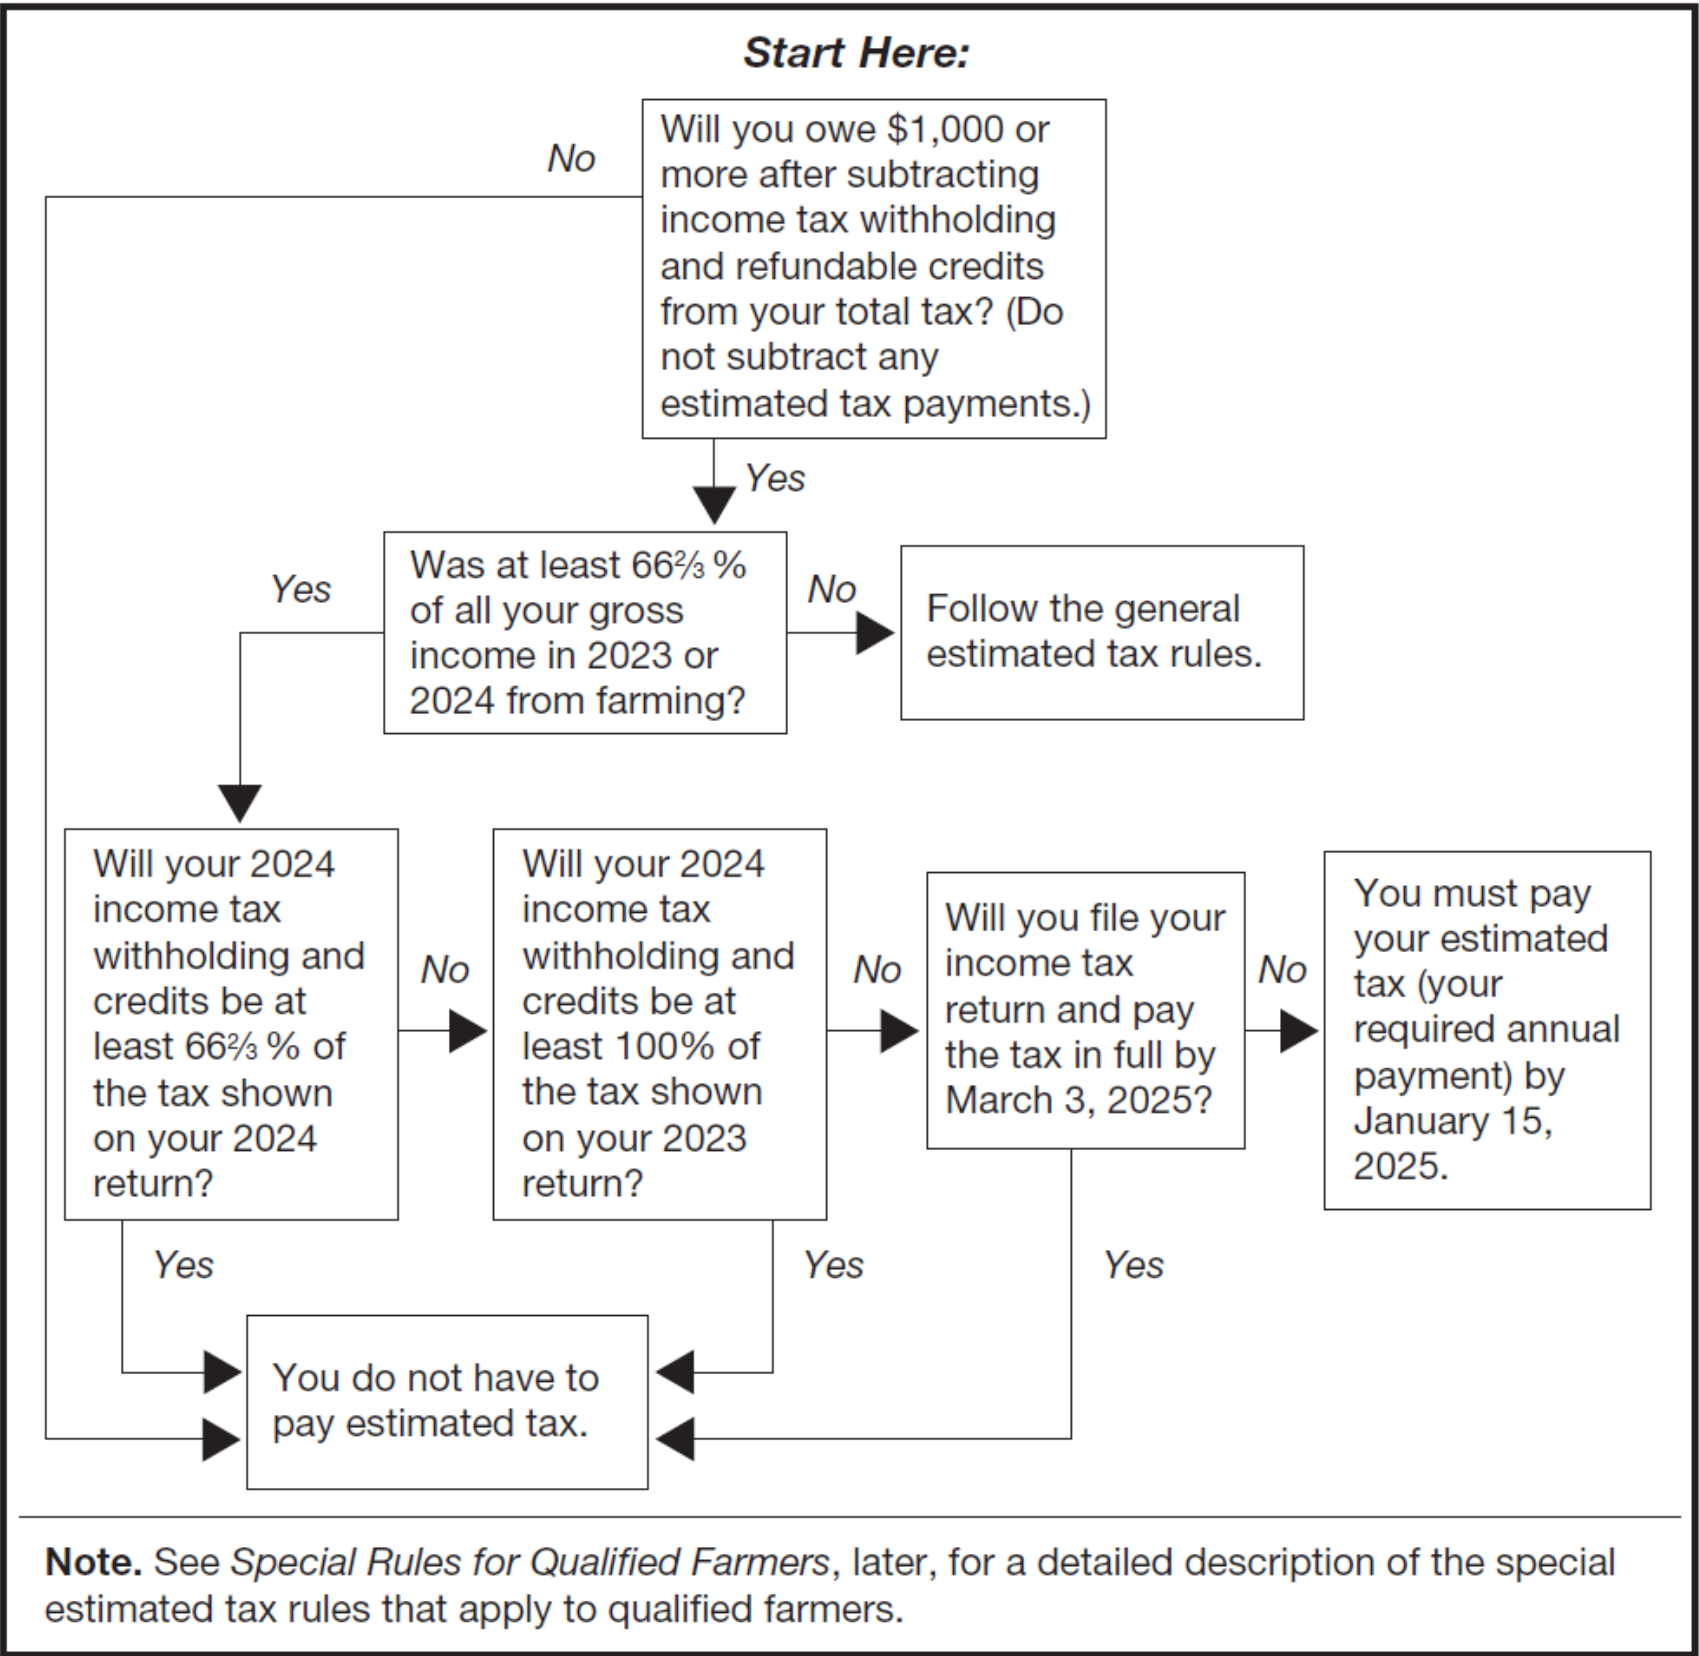 Start Here:
No
Will you owe $1,000 or
more after subtracting
income tax withholding
and refundable credits
from your total tax? (Do
not subtract any
estimated tax payments.)
Yes
Yes
Was at least 66⅔ %
of all your gross
income in 2023 or
2024 from farming?
No
Follow the general
estimated tax rules.
Will your 2024
income tax
withholding and
credits be at
least 66⅔ % of
the tax shown
on your 2024
return?
No
Will your 2024
income tax
withholding and
credits be at
least 100% of
the tax shown
on your 2023
return?
No
Will you file your
income tax
return and pay
the tax in full by
March 3, 2025?
No
You must pay
your estimated
tax (your
required annual
payment) by
January 15,
2025.
Yes
Yes
Yes
You do not have to
pay estimated tax.
Note. See Special Rules for Qualified Farmers, later, for a detailed description of the special
estimated tax rules that apply to qualified farmers.